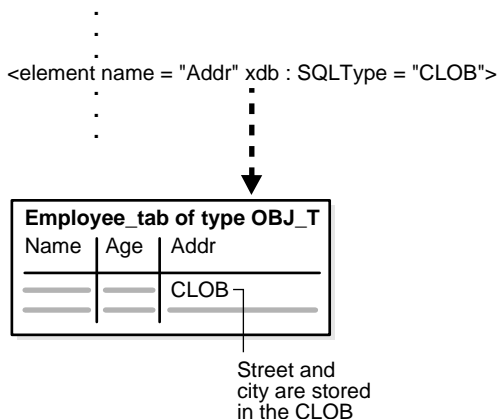 <element name = "Addr" xdb : SQLType = "CLOB">
Employee_tab of type OBJ_T
Name Age Addr
CLOB
Street and
city are stored
in the CLOB